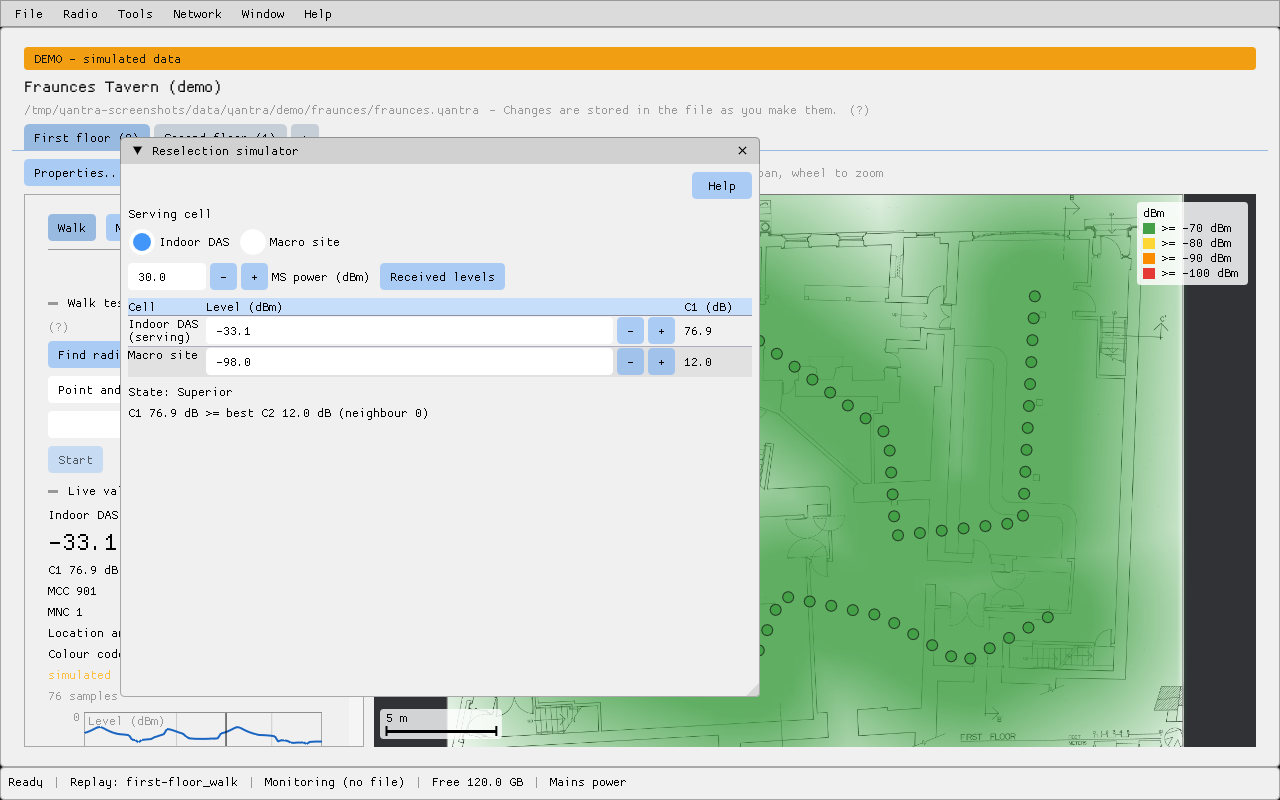 File Radio Tools Network Window Help
DEMO - simulated data
Fraunces Tavern (demo)
/tmp/yantra-screenshots/data/yantra/demo/fraunces/fraunces.yantra - Changes are stored in the file as you make them. (?)
First floor
Properties.. pan, wheel to zoom
Reselection simulator
Help
Serving cell
Indoor DAS Macro site
30.0 - + MS power (dBm) Received levels
Cell Level (dBm) C1 (dB)
Indoor DAS (serving) -33.1 - + 76.9
Macro site -98.0 - + 12.0
State: Superior
C1 76.9 dB >= best C2 12.0 dB (neighbour 0)
Walk
Walk tes
(?)
Find radi
Point and
Start
Live val
Indoor DAS
-33.1
C1 76.9 dB
MCC 901
MNC 1
Location ar
Colour code
simulated
76 samples
0
Level (dBm)
dBm
>= -70 dBm
>= -80 dBm
>= -90 dBm
>= -100 dBm
5 m
FIRST FLOOR
Ready | Replay: first-floor_walk | Monitoring (no file) | Free 120.0 GB | Mains power